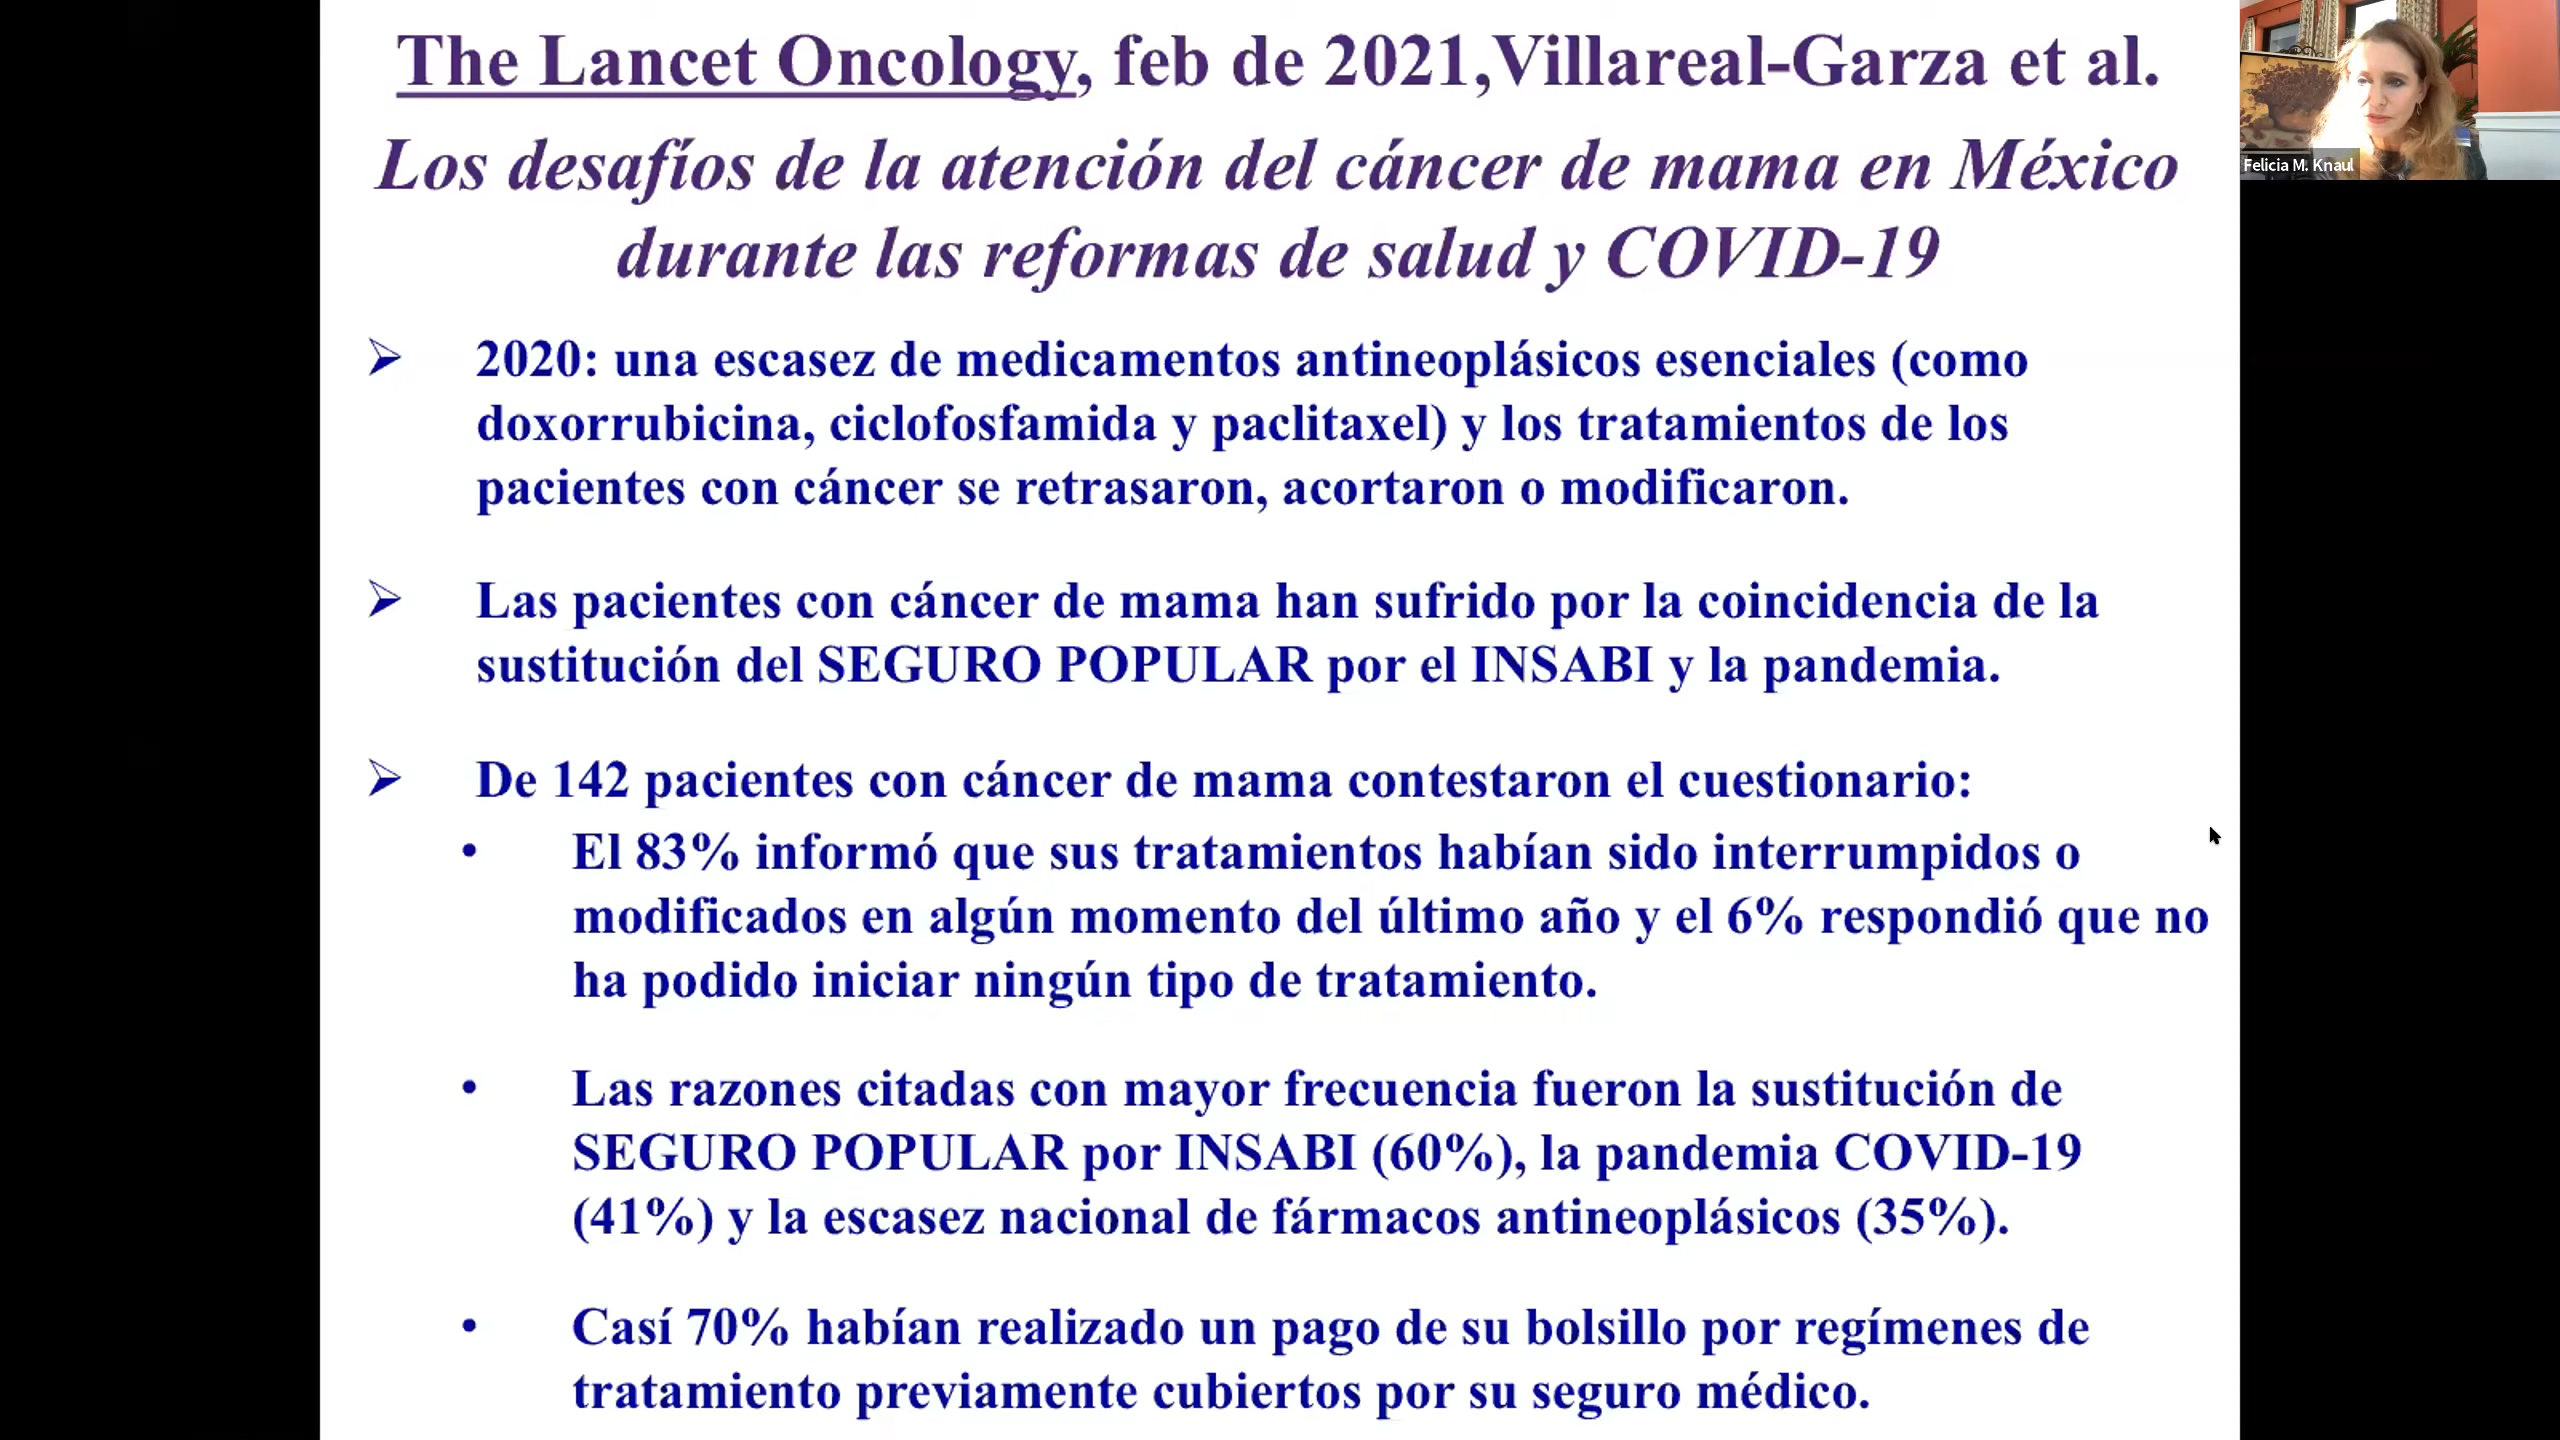 The Lancet Oncology, feb de 2021,Villareal-Garza et al.
Los desafíos de la atención del cáncer de mama en México
durante las reformas de salud y COVID-19
Felicia M. Knaul
➢ 2020: una escasez de medicamentos antineoplásicos esenciales (como
doxorrubicina, ciclofosfamida y paclitaxel) y los tratamientos de los
pacientes con cáncer se retrasaron, acortaron o modificaron.
➢ Las pacientes con cáncer de mama han sufrido por la coincidencia de la
sustitución del SEGURO POPULAR por el INSABI y la pandemia.
➢ De 142 pacientes con cáncer de mama contestaron el cuestionario:
• El 83% informó que sus tratamientos habían sido interrumpidos o
modificados en algún momento del último año y el 6% respondió que no
ha podido iniciar ningún tipo de tratamiento.
• Las razones citadas con mayor frecuencia fueron la sustitución de
SEGURO POPULAR por INSABI (60%), la pandemia COVID-19
(41%) y la escasez nacional de fármacos antineoplásicos (35%).
• Casí 70% habían realizado un pago de su bolsillo por regímenes de
tratamiento previamente cubiertos por su seguro médico.